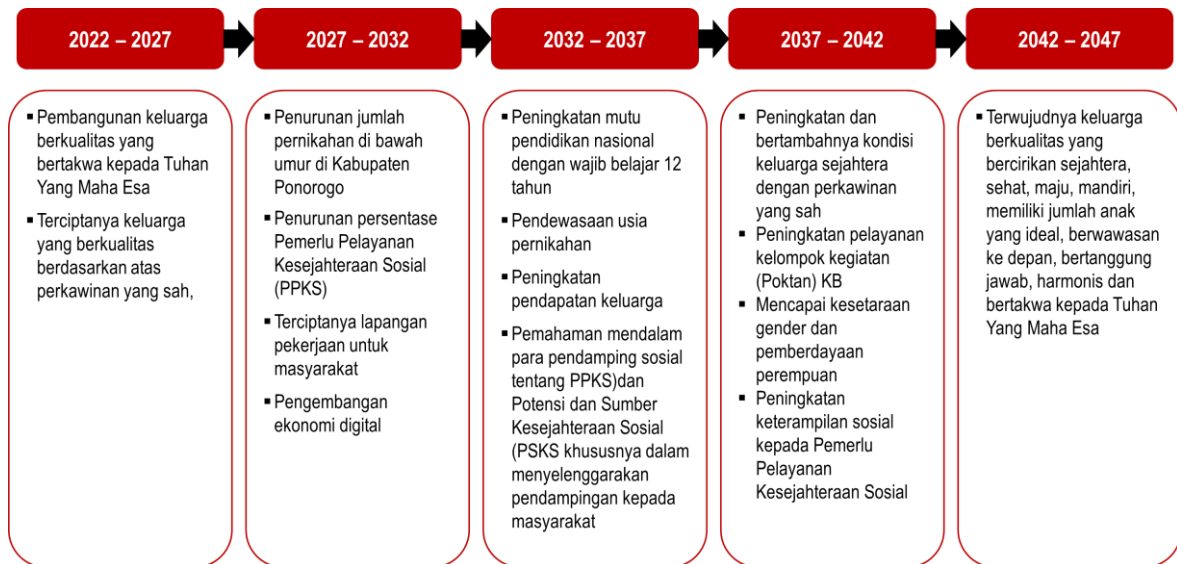 2022 – 2027
2027 – 2032
2032 – 2037
2037 – 2042
2042 – 2047
▪ Pembangunan keluarga
berkualitas yang
bertakwa kepada Tuhan
Yang Maha Esa
▪ Terciptanya keluarga
yang berkualitas
berdasarkan atas
perkawinan yang sah,
▪ Penurunan jumlah
pernikahan di bawah
umur di Kabupaten
Ponorogo
▪ Penurunan persentase
Pemerlu Pelayanan
Kesejahteraan Sosial
(PPKS)
▪ Terciptanya lapangan
pekerjaan untuk
masyarakat
▪ Pengembangan
ekonomi digital
▪ Peningkatan mutu
pendidikan nasional
dengan wajib belajar 12
tahun
▪ Pendewasaan usia
pernikahan
▪ Peningkatan
pendapatan keluarga
▪ Pemahaman mendalam
para pendamping sosial
tentang PPKS)dan
Potensi dan Sumber
Kesejahteraan Sosial
(PSKS khususnya dalam
menyelenggarakan
pendampingan kepada
masyarakat
▪ Peningkatan dan
bertambahnya kondisi
keluarga sejahtera
dengan perkawinan
yang sah
▪ Peningkatan pelayanan
kelompok kegiatan
(Poktan) KB
▪ Mencapai kesetaraan
gender dan
pemberdayaan
perempuan
▪ Peningkatan
keterampilan sosial
kepada Pemerlu
Pelayanan
Kesejahteraan Sosial
▪ Terwujudnya keluarga
berkualitas yang
bercirikan sejahtera,
sehat, maju, mandiri,
memiliki jumlah anak
yang ideal, berwawasan
ke depan, bertanggung
jawab, harmonis dan
bertakwa kepada Tuhan
Yang Maha Esa